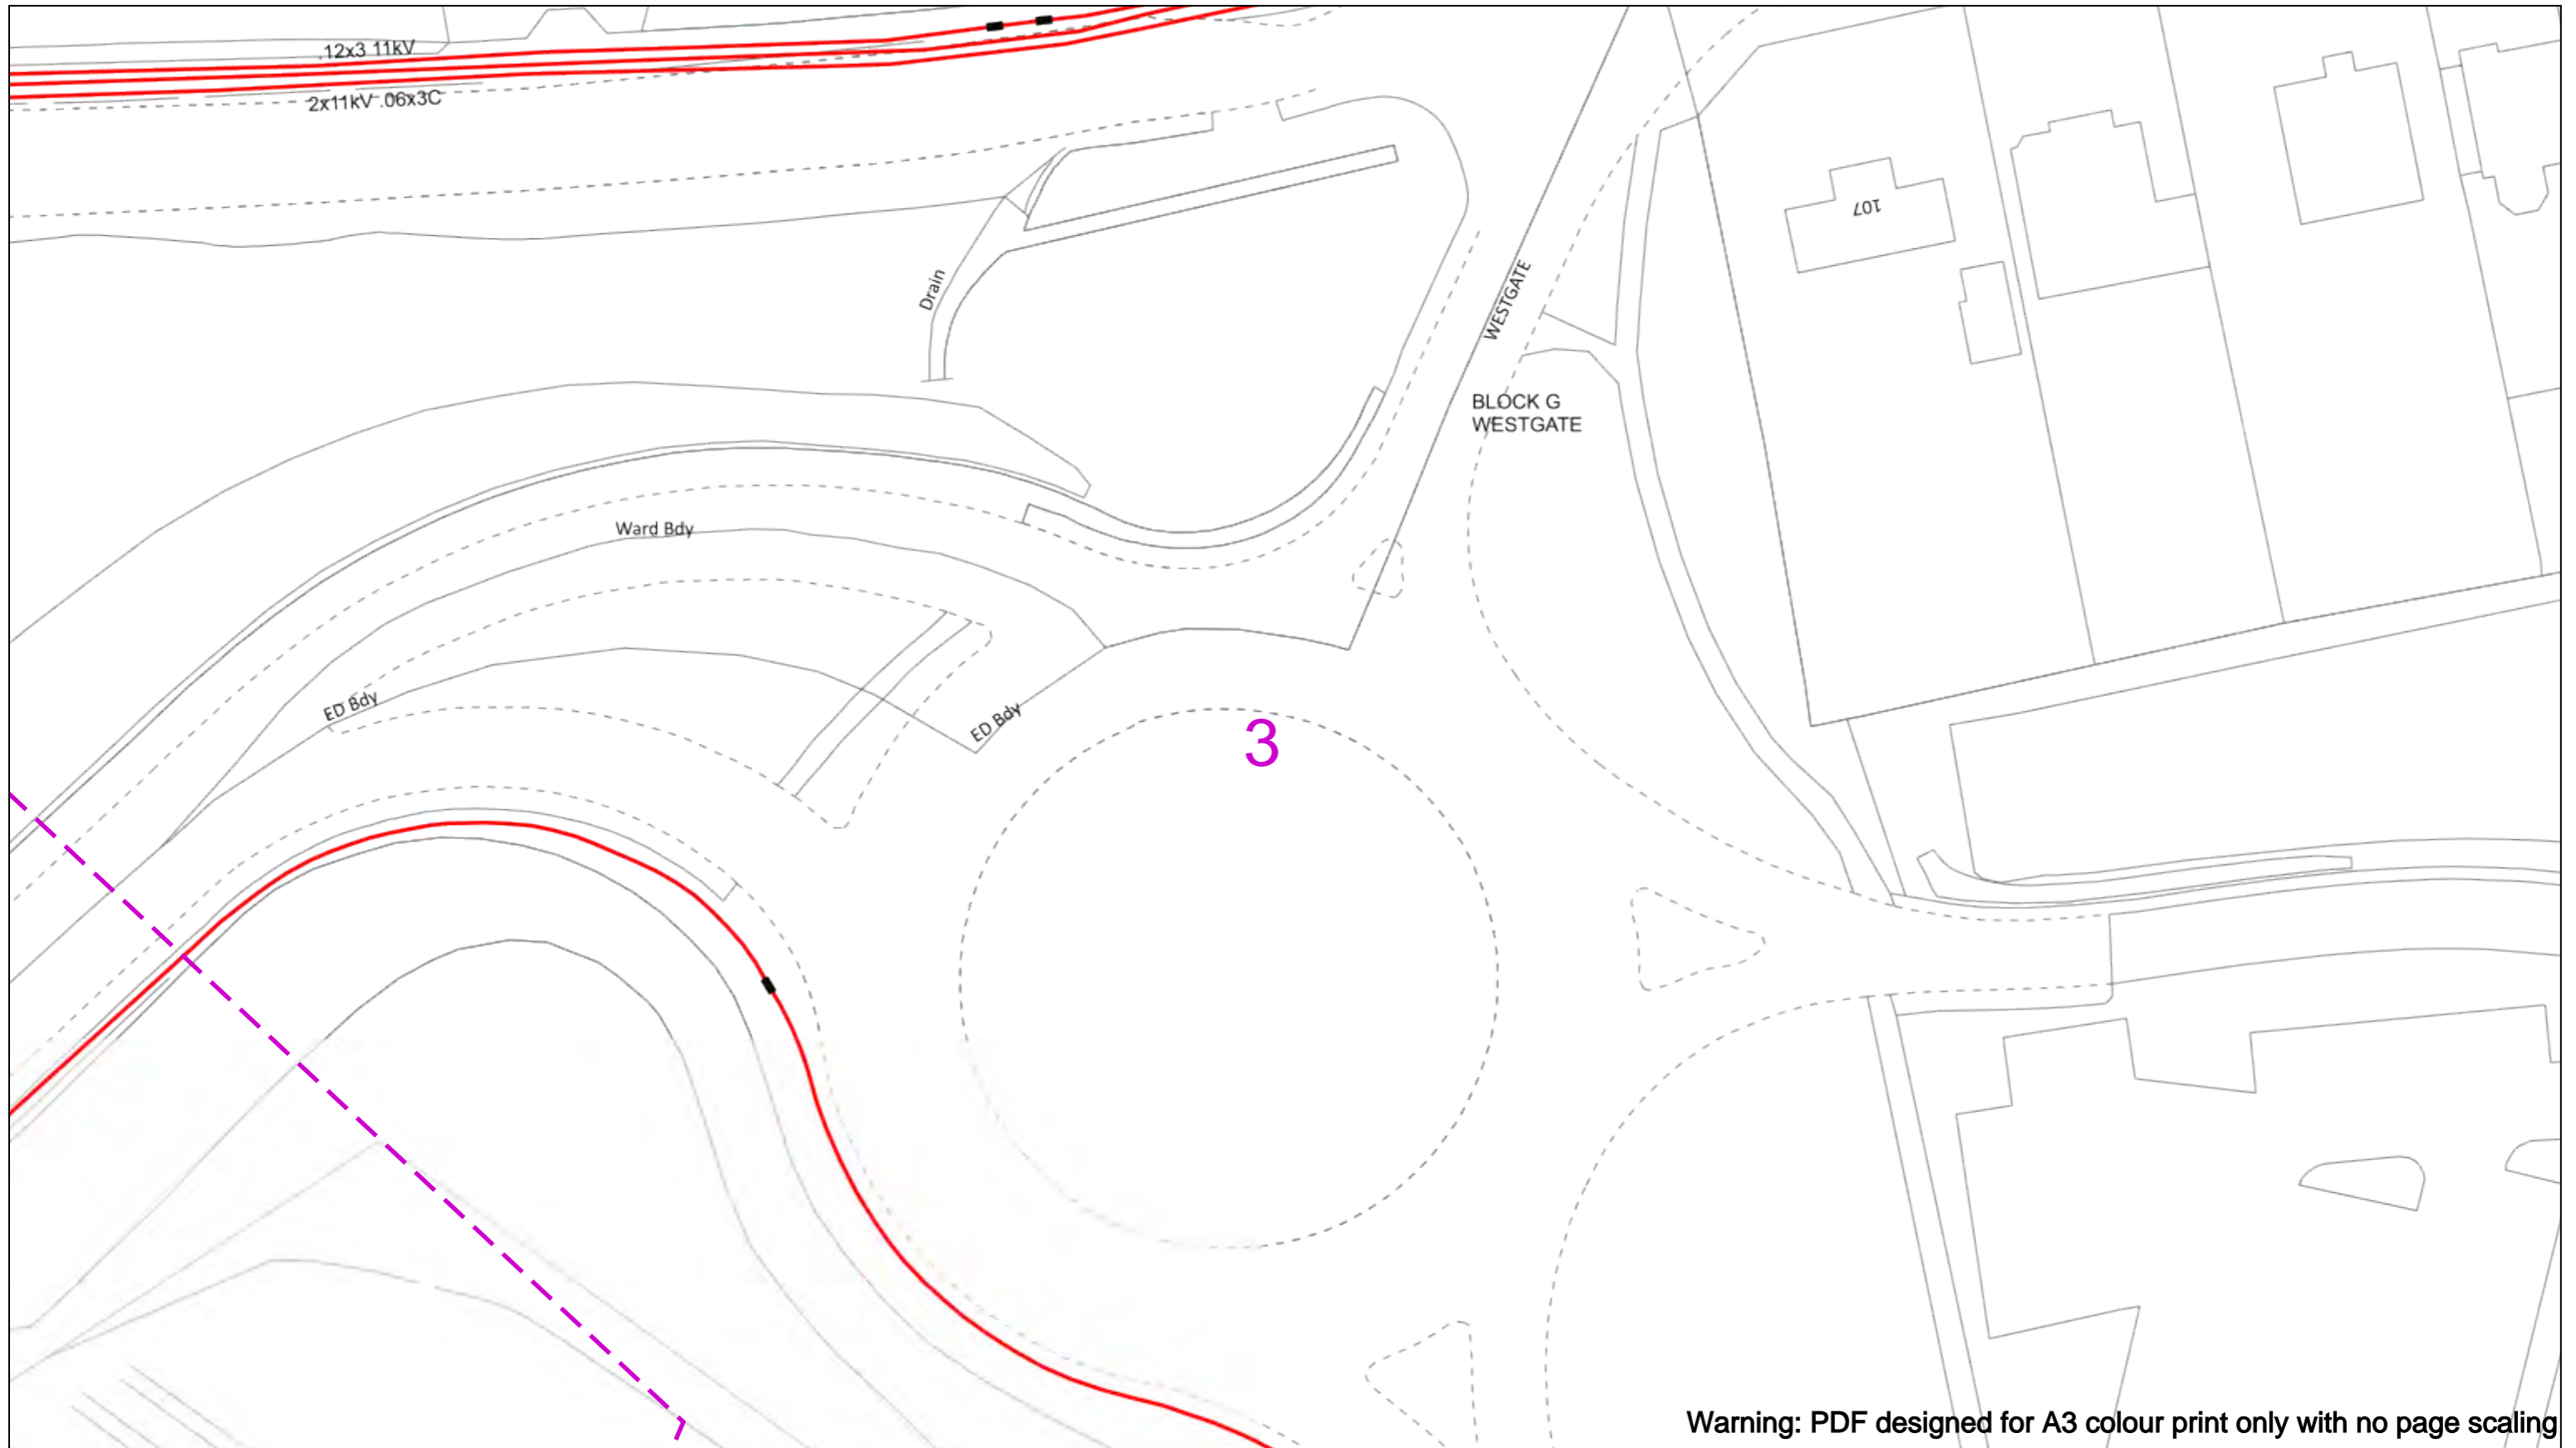 .12x3 11kV
2x11kV .06x3C
107
Drain
WESTGATE
BLOCK G
WESTGATE
Ward Bdy
ED Bdy
ED Bdy
3
Warning: PDF designed for A3 colour print only with no page scaling